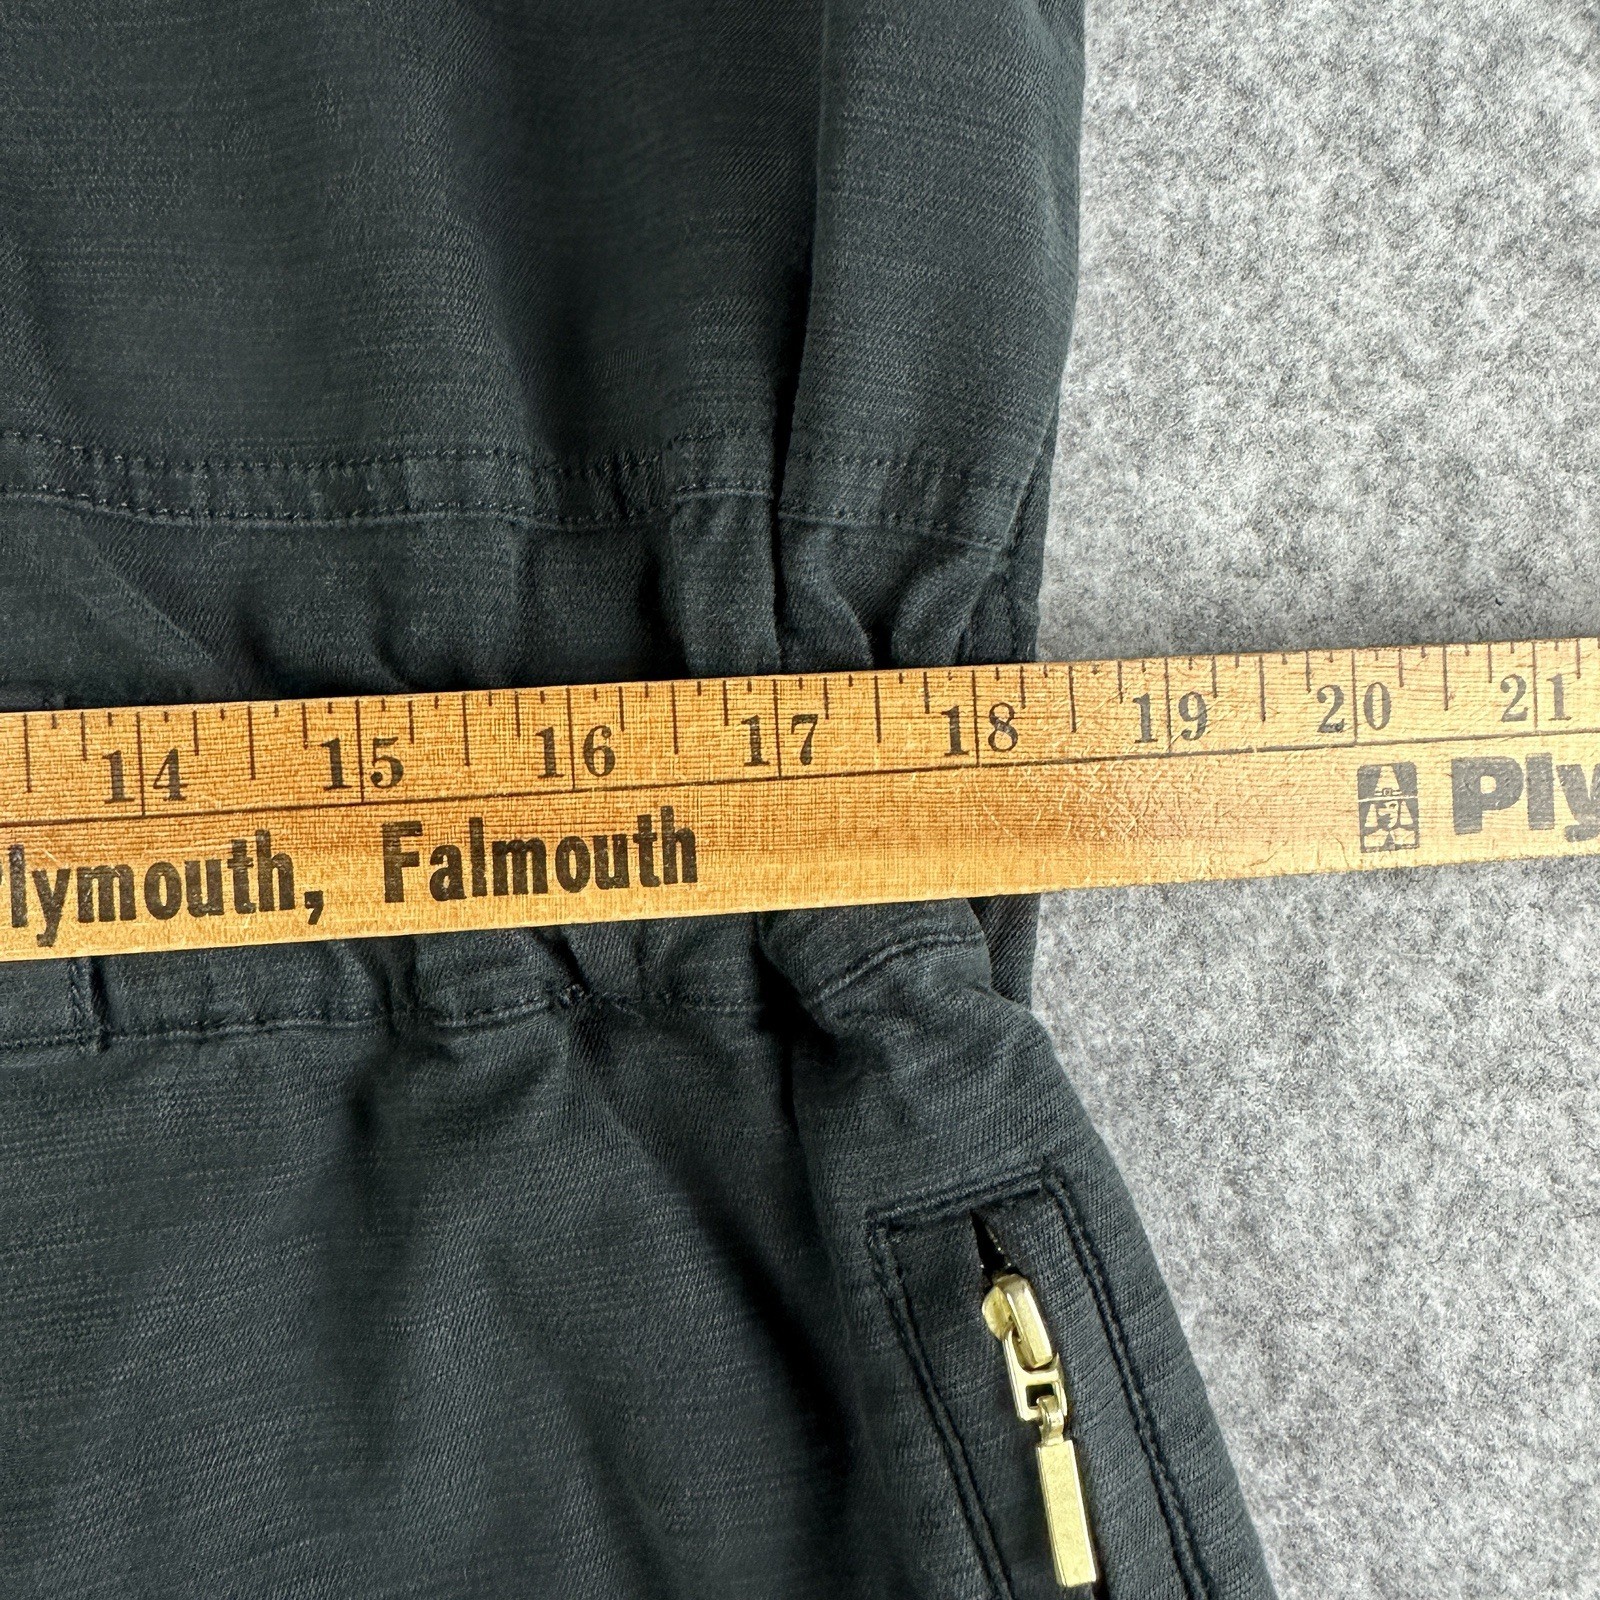 14 15 16 17 18 19 20 21
Plymouth, Falmouth Ply